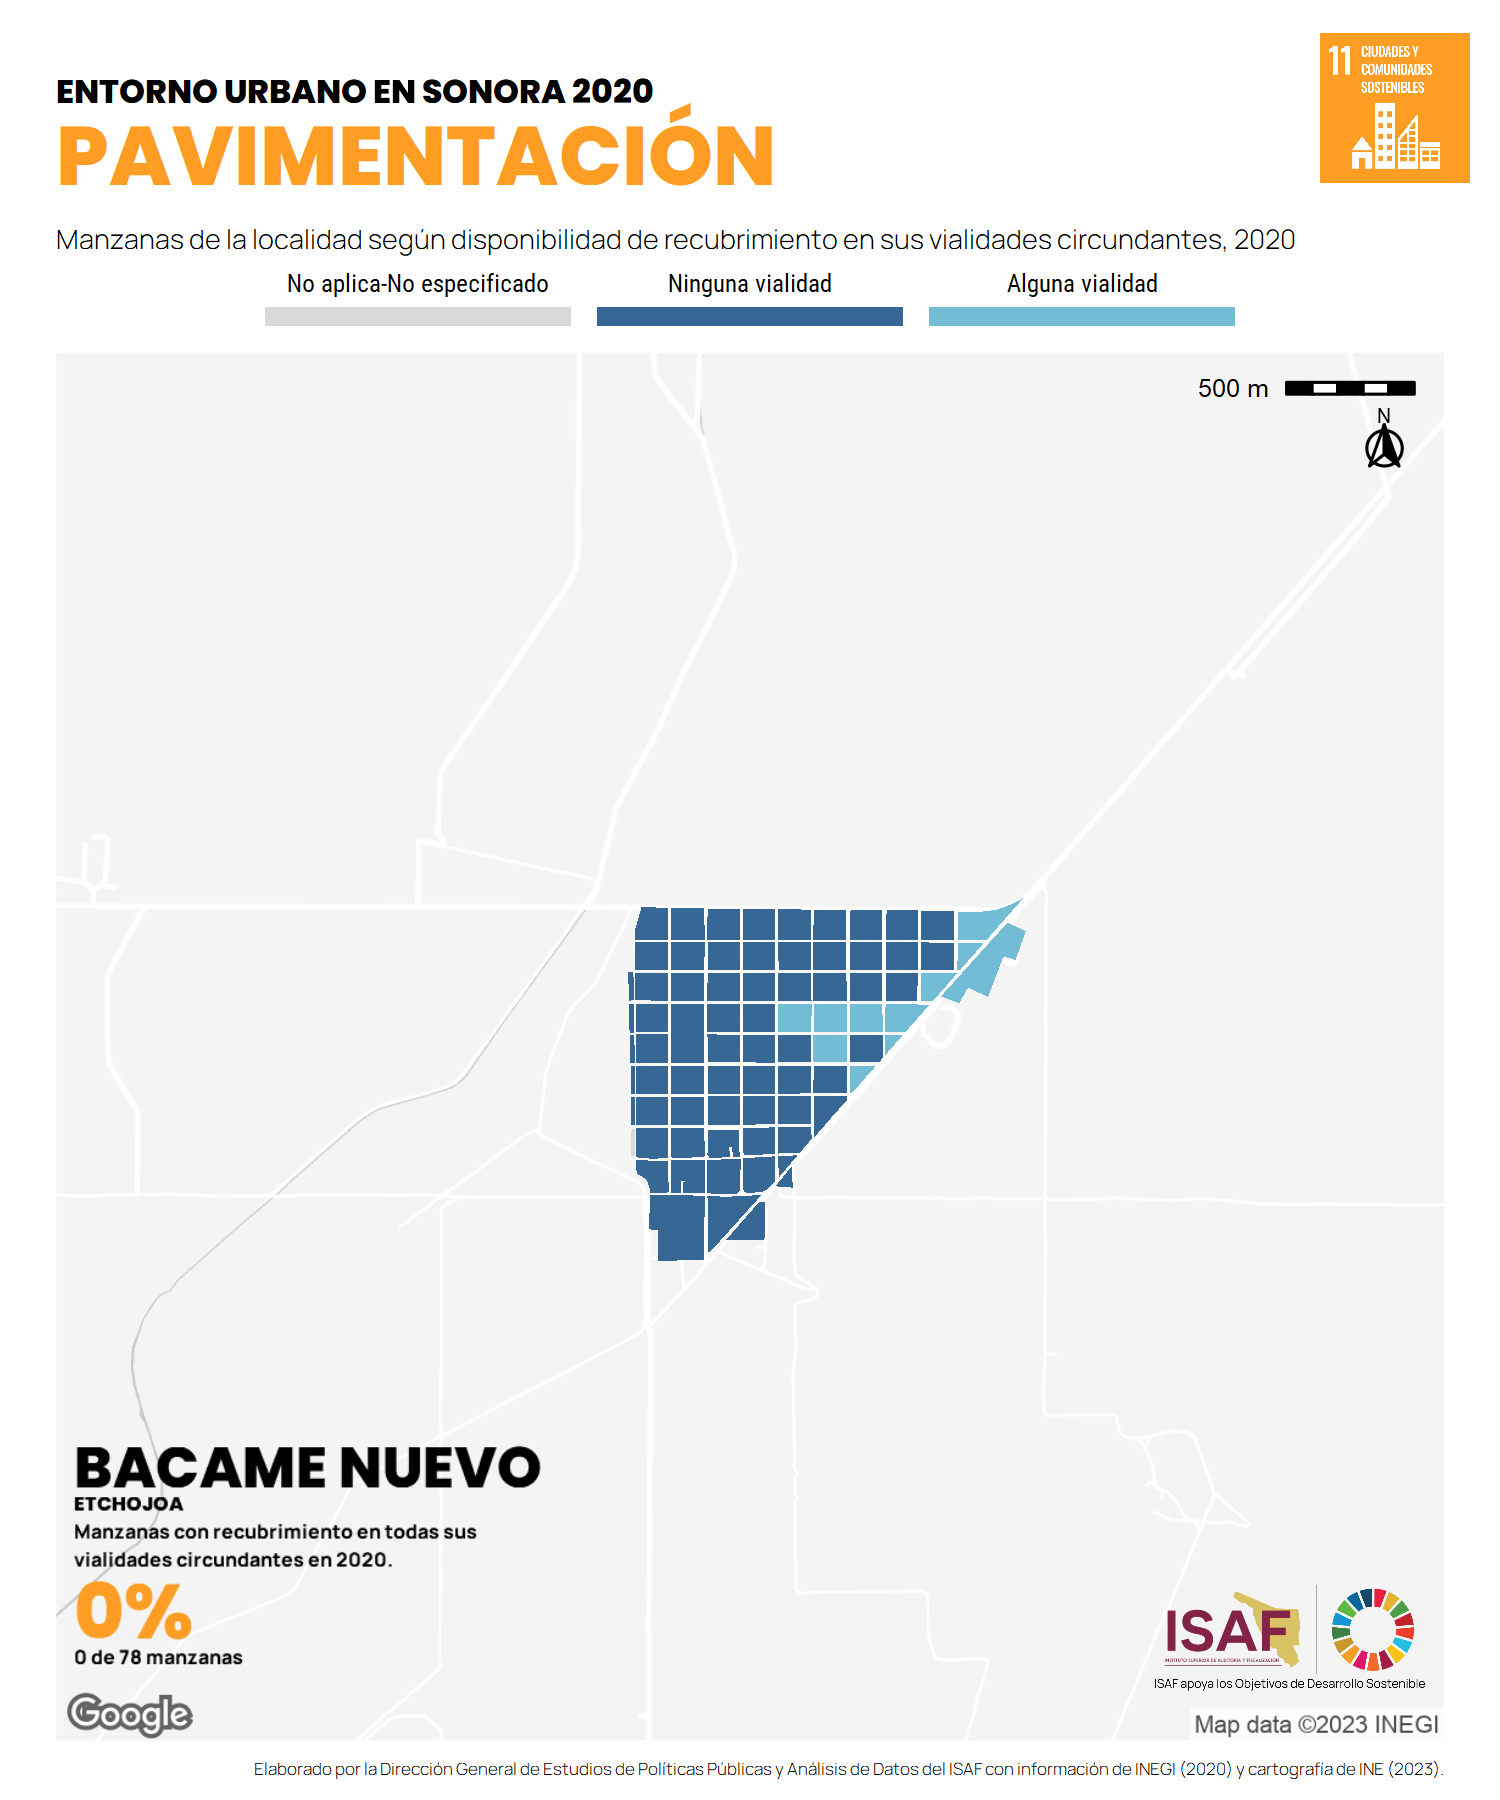 ENTORNO URBANO EN SONORA 2020
PAVIMENTACIÓN
11 CIUDADES Y
COMUNIDADES
SOSTENIBLES
Manzanas de la localidad según disponibilidad de recubrimiento en sus vialidades circundantes, 2020
No aplica-No especificado
Ninguna vialidad
Alguna vialidad
500 m
N
BACAME NUEVO
ETCHOJOA
Manzanas con recubrimiento en todas sus
vialidades circundantes en 2020.
0%
0 de 78 manzanas
Google
ISAF
INSTITUTO SUPERIOR DE AUDITORÍA Y FISCALIZACIÓN
ISAF apoya los Objetivos de Desarrollo Sostenible
Map data ©2023 INEGI
Elaborado por la Dirección General de Estudios de Políticas Públicas y Análisis de Datos del ISAF con información de INEGI (2020) y cartografía de INE (2023).